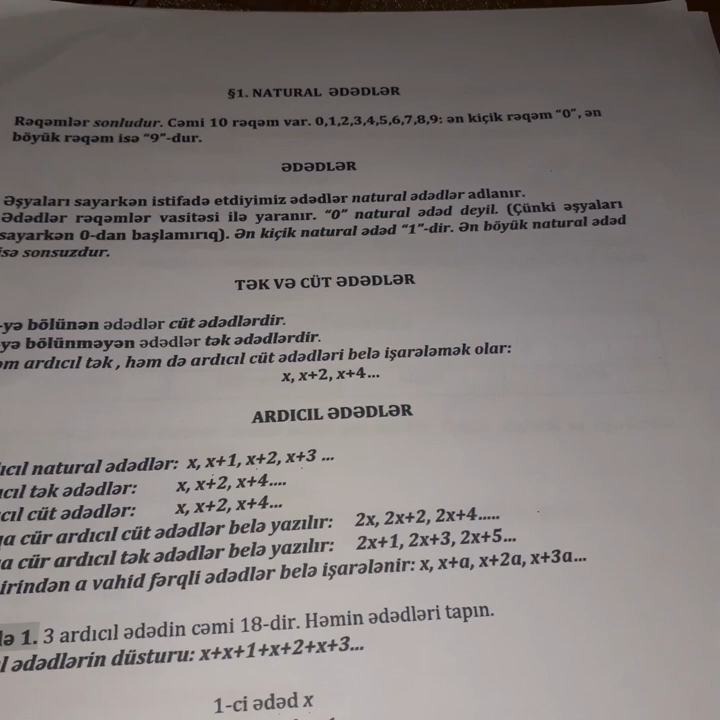 §1. NATURAL ƏDƏDLƏR
Rəqəmlər sonludur. Cəmi 10 rəqəm var. 0,1,2,3,4,5,6,7,8,9: ən kiçik rəqəm "0", ən
böyük rəqəm isə "9"-dur.
ƏDƏDLƏR
Əşyaları sayarkən istifadə etdiyimiz ədədlər natural ədədlər adlanır.
Ədədlər rəqəmlər vasitəsi ilə yaranır. "0" natural ədəd deyil. (Çünki əşyaları
sayarkən 0-dan başlamırıq). Ən kiçik natural ədəd "1"-dir. Ən böyük natural ədəd
isə sonsuzdur.
TƏK VƏ CÜT ƏDƏDLƏR
-yə bölünən ədədlər cüt ədədlərdir.
yə bölünməyən ədədlər tək ədədlərdir.
əm ardıcıl tək, həm də ardıcıl cüt ədədləri belə işarələmək olar:
x, x+2, x+4...
ARDICIL ƏDƏDLƏR
ıcıl natural ədədlər: x, x+1, x+2, x+3 ...
ıcıl tək ədədlər: x, x+2, x+4....
cıl cüt ədədlər: x, x+2, x+4...
a cür ardıcıl cüt ədədlər belə yazılır: 2x, 2x+2, 2x+4.....
a cür ardıcıl tək ədədlər belə yazılır: 2x+1, 2x+3, 2x+5...
irindən a vahid fərqli ədədlər belə işarələnir: x, x+a, x+2a, x+3a...
lə 1. 3 ardıcıl ədədin cəmi 18-dir. Həmin ədədləri tapın.
l ədədlərin düsturu: x+x+1+x+2+x+3...
1-ci ədəd x